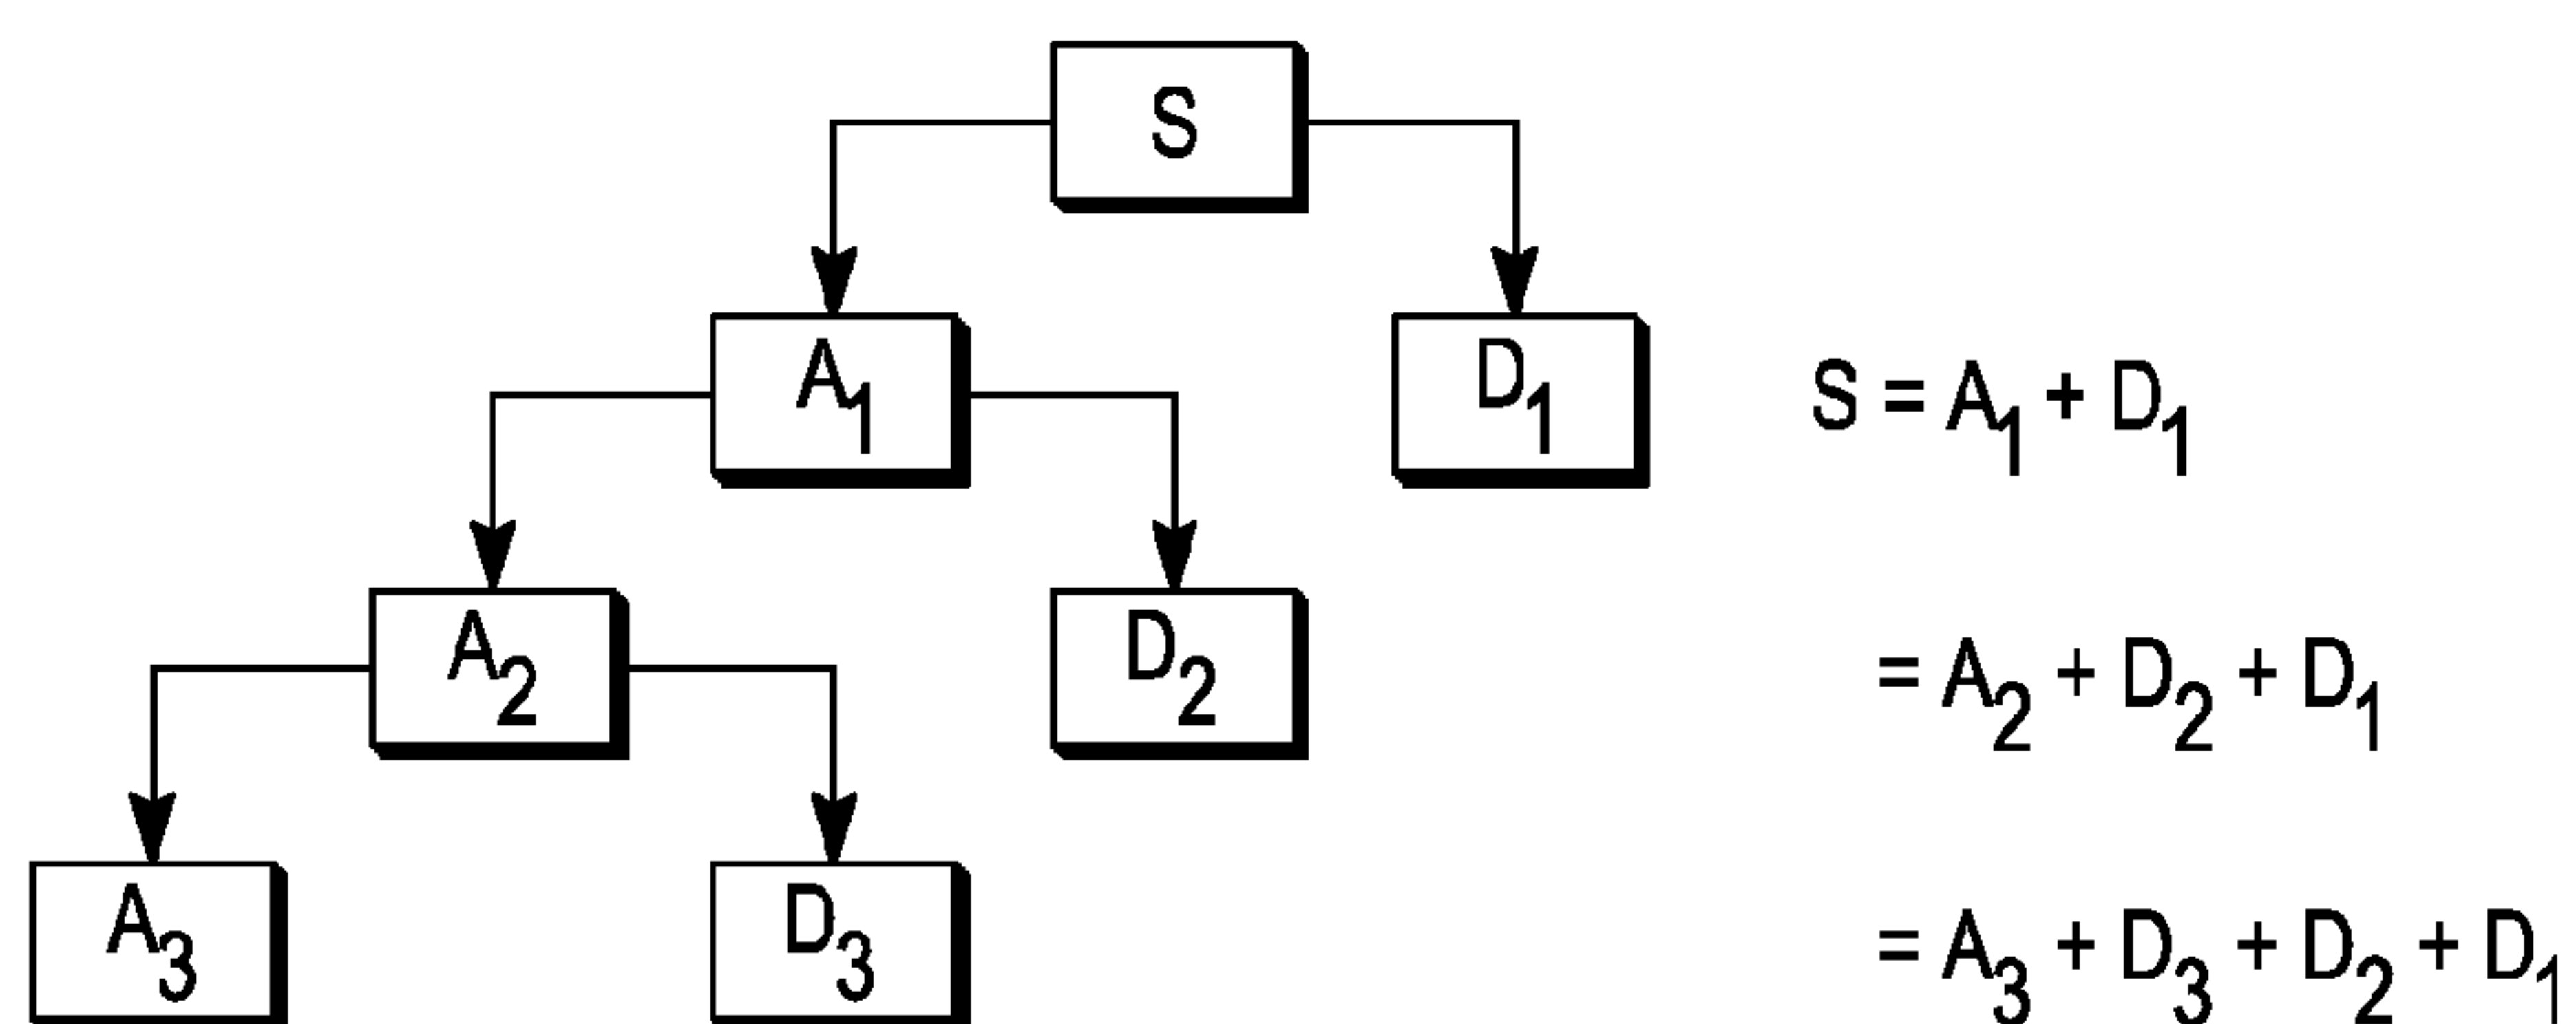 S
A₁
D₁
S = A₁ + D₁
A₂
D₂
= A₂ + D₂ + D₁
A₃
D₃
= A₃ + D₃ + D₂ + D₁